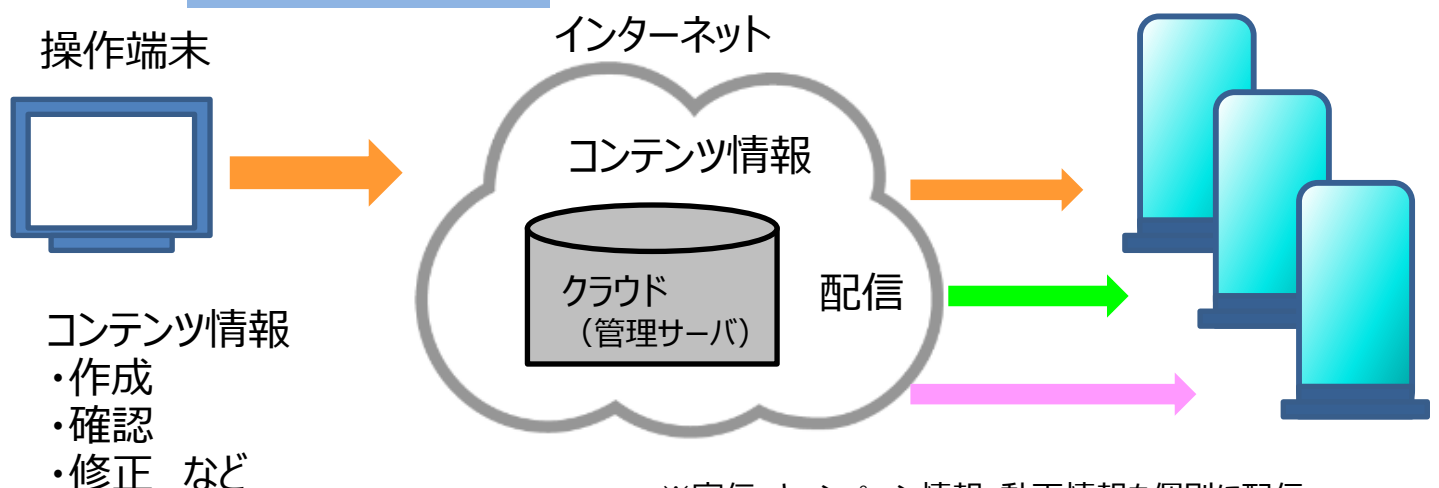 操作端末
インターネット
コンテンツ情報
クラウド
（管理サーバ）
配信
コンテンツ情報
・作成
・確認
・修正　など